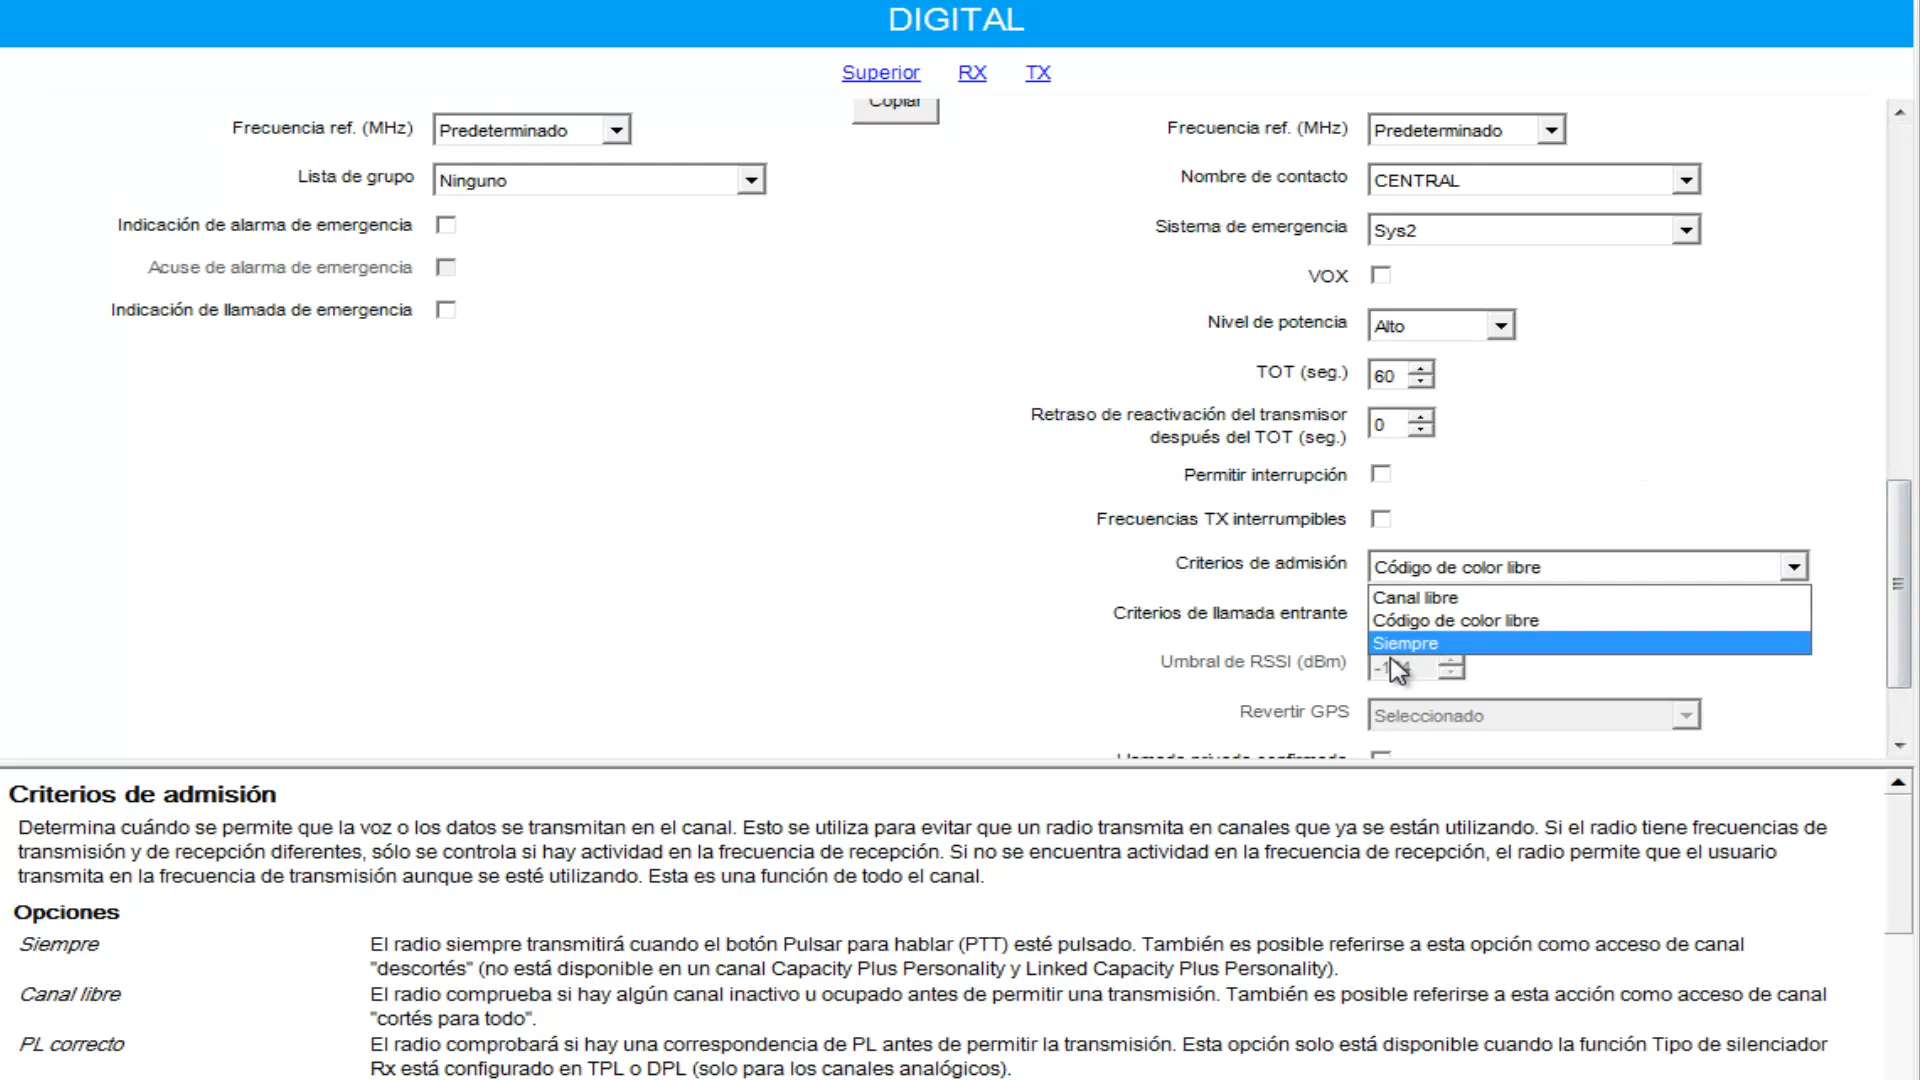 DIGITAL
Superior RX TX
Copiar
Frecuencia ref. (MHz) Predeterminado
Lista de grupo Ninguno
Indicación de alarma de emergencia
Acuse de alarma de emergencia
Indicación de llamada de emergencia
Frecuencia ref. (MHz) Predeterminado
Nombre de contacto CENTRAL
Sistema de emergencia Sys2
VOX
Nivel de potencia Alto
TOT (seg.) 60
Retraso de reactivación del transmisor
después del TOT (seg.) 0
Permitir interrupción
Frecuencias TX interrumpibles
Criterios de admisión Código de color libre
Canal libre
Criterios de llamada entrante Código de color libre
Siempre
Umbral de RSSI (dBm)
Revertir GPS Seleccionado
Criterios de admisión
Determina cuándo se permite que la voz o los datos se transmitan en el canal. Esto se utiliza para evitar que un radio transmita en canales que ya se están utilizando. Si el radio tiene frecuencias de
transmisión y de recepción diferentes, sólo se controla si hay actividad en la frecuencia de recepción. Si no se encuentra actividad en la frecuencia de recepción, el radio permite que el usuario
transmita en la frecuencia de transmisión aunque se esté utilizando. Esta es una función de todo el canal.
Opciones
Siempre El radio siempre transmitirá cuando el botón Pulsar para hablar (PTT) esté pulsado. También es posible referirse a esta opción como acceso de canal
"descortés" (no está disponible en un canal Capacity Plus Personality y Linked Capacity Plus Personality).
Canal libre El radio comprueba si hay algún canal inactivo u ocupado antes de permitir una transmisión. También es posible referirse a esta acción como acceso de canal
"cortés para todo".
PL correcto El radio comprobará si hay una correspondencia de PL antes de permitir la transmisión. Esta opción solo está disponible cuando la función Tipo de silenciador
Rx está configurado en TPL o DPL (solo para los canales analógicos).